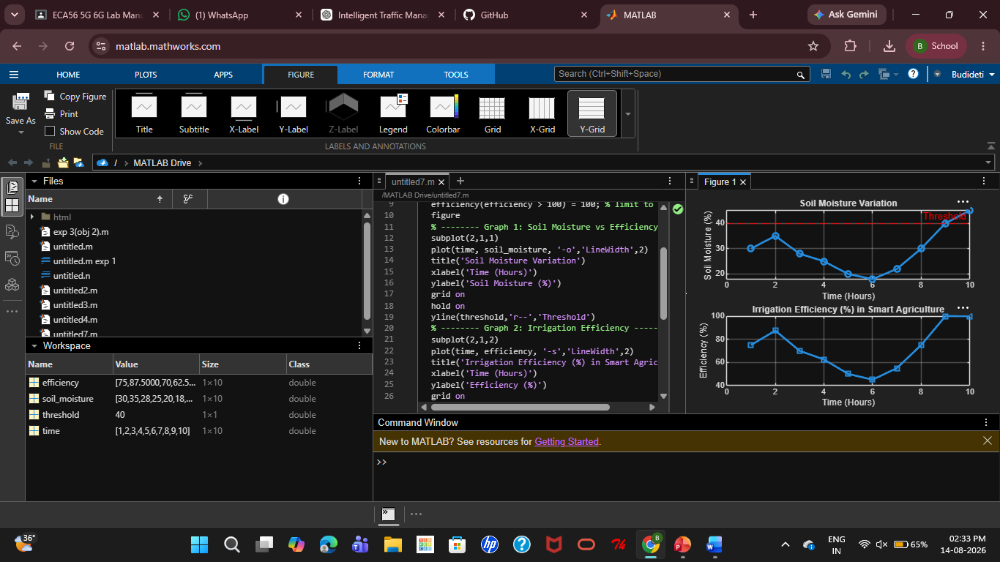 ECA56 5G 6G Lab Manu
(1) WhatsApp
Intelligent Traffic Mana
GitHub
MATLAB
Ask Gemini
matlab.mathworks.com
B School
HOME PLOTS APPS FIGURE FORMAT TOOLS
Search (Ctrl+Shift+Space)
Budideti
Save As
Copy Figure
Print
Show Code
FILE
Title Subtitle X-Label Y-Label Z-Label Legend Colorbar Grid X-Grid Y-Grid
LABELS AND ANNOTATIONS
/ MATLAB Drive
Files
Name
html
exp 3(obj 2).m
untitled.m
untitled.m exp 1
untitled.n
untitled2.m
untitled3.m
untitled4.m
untitled7.m
Workspace
Name Value Size Class
efficiency [75,87.5000,70,62.5... 1×10 double
soil_moisture [30,35,28,25,20,18,... 1×10 double
threshold 40 1×1 double
time [1,2,3,4,5,6,7,8,9,10] 1×10 double
untitled7.m
/MATLAB Drive/untitled7.m
9 efficiency(efficiency > 100) = 100; % limit to
10 figure
11 % -------- Graph 1: Soil Moisture vs Efficiency
12 subplot(2,1,1)
13 plot(time, soil_moisture, '-o','LineWidth',2)
14 title('Soil Moisture Variation')
15 xlabel('Time (Hours)')
16 ylabel('Soil Moisture (%)')
17 grid on
18 hold on
19 yline(threshold,'r--','Threshold')
20 % -------- Graph 2: Irrigation Efficiency -----
21 subplot(2,1,2)
22 plot(time, efficiency, '-s','LineWidth',2)
23 title('Irrigation Efficiency (%) in Smart Agric
24 xlabel('Time (Hours)')
25 ylabel('Efficiency (%)')
26 grid on
Figure 1
Soil Moisture Variation
Threshold
Soil Moisture (%)
40
30
20
0 2 4 6 8 10
Time (Hours)
Irrigation Efficiency (%) in Smart Agriculture
Efficiency (%)
100
80
60
40
0 2 4 6 8 10
Time (Hours)
Command Window
New to MATLAB? See resources for Getting Started.
>>
36°
ENG
IN
65%
02:33 PM
14-08-2026